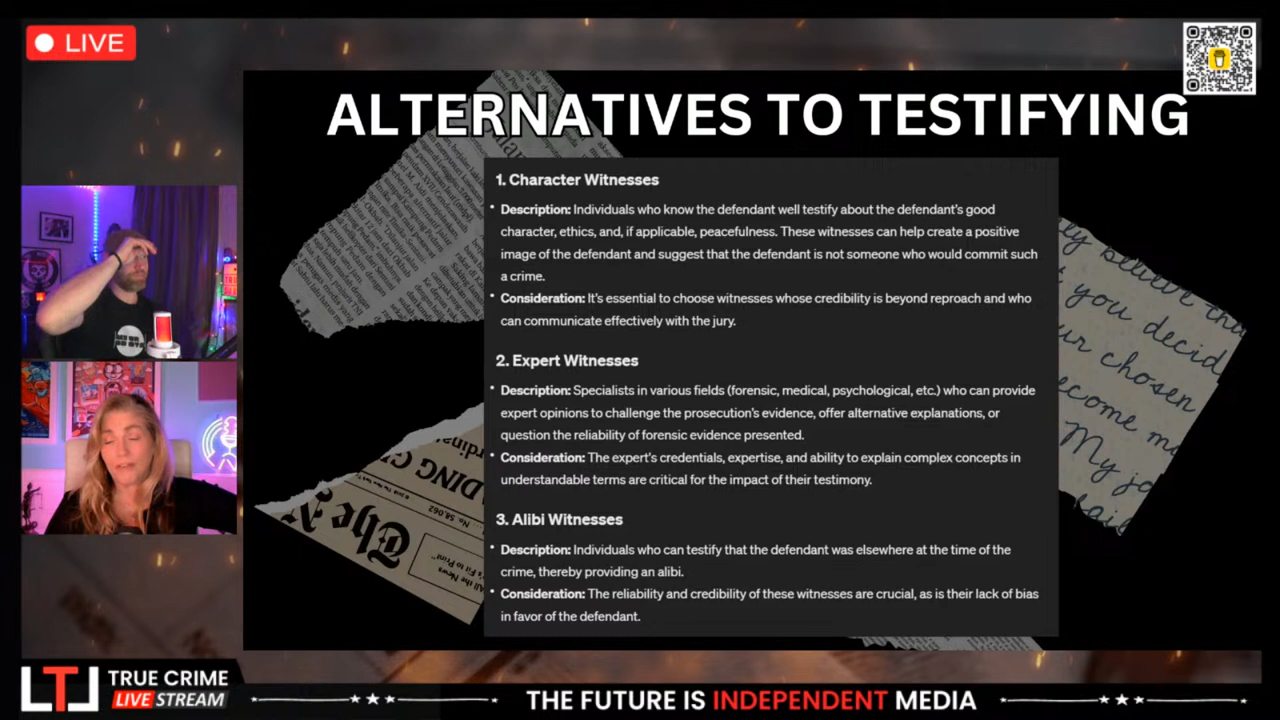 LIVE
ALTERNATIVES TO TESTIFYING
1. Character Witnesses
• Description: Individuals who know the defendant well testify about the defendant's good
character, ethics, and, if applicable, peacefulness. These witnesses can help create a positive
image of the defendant and suggest that the defendant is not someone who would commit such
a crime.
• Consideration: It's essential to choose witnesses whose credibility is beyond reproach and who
can communicate effectively with the jury.
2. Expert Witnesses
• Description: Specialists in various fields (forensic, medical, psychological, etc.) who can provide
expert opinions to challenge the prosecution's evidence, offer alternative explanations, or
question the reliability of forensic evidence presented.
• Consideration: The expert's credentials, expertise, and ability to explain complex concepts in
understandable terms are critical for the impact of their testimony.
3. Alibi Witnesses
• Description: Individuals who can testify that the defendant was elsewhere at the time of the
crime, thereby providing an alibi.
• Consideration: The reliability and credibility of these witnesses are crucial, as is their lack of bias
in favor of the defendant.
you decid
chosen
My
The
No. 58,062
LTL TRUE CRIME
LIVE STREAM
THE FUTURE IS INDEPENDENT MEDIA